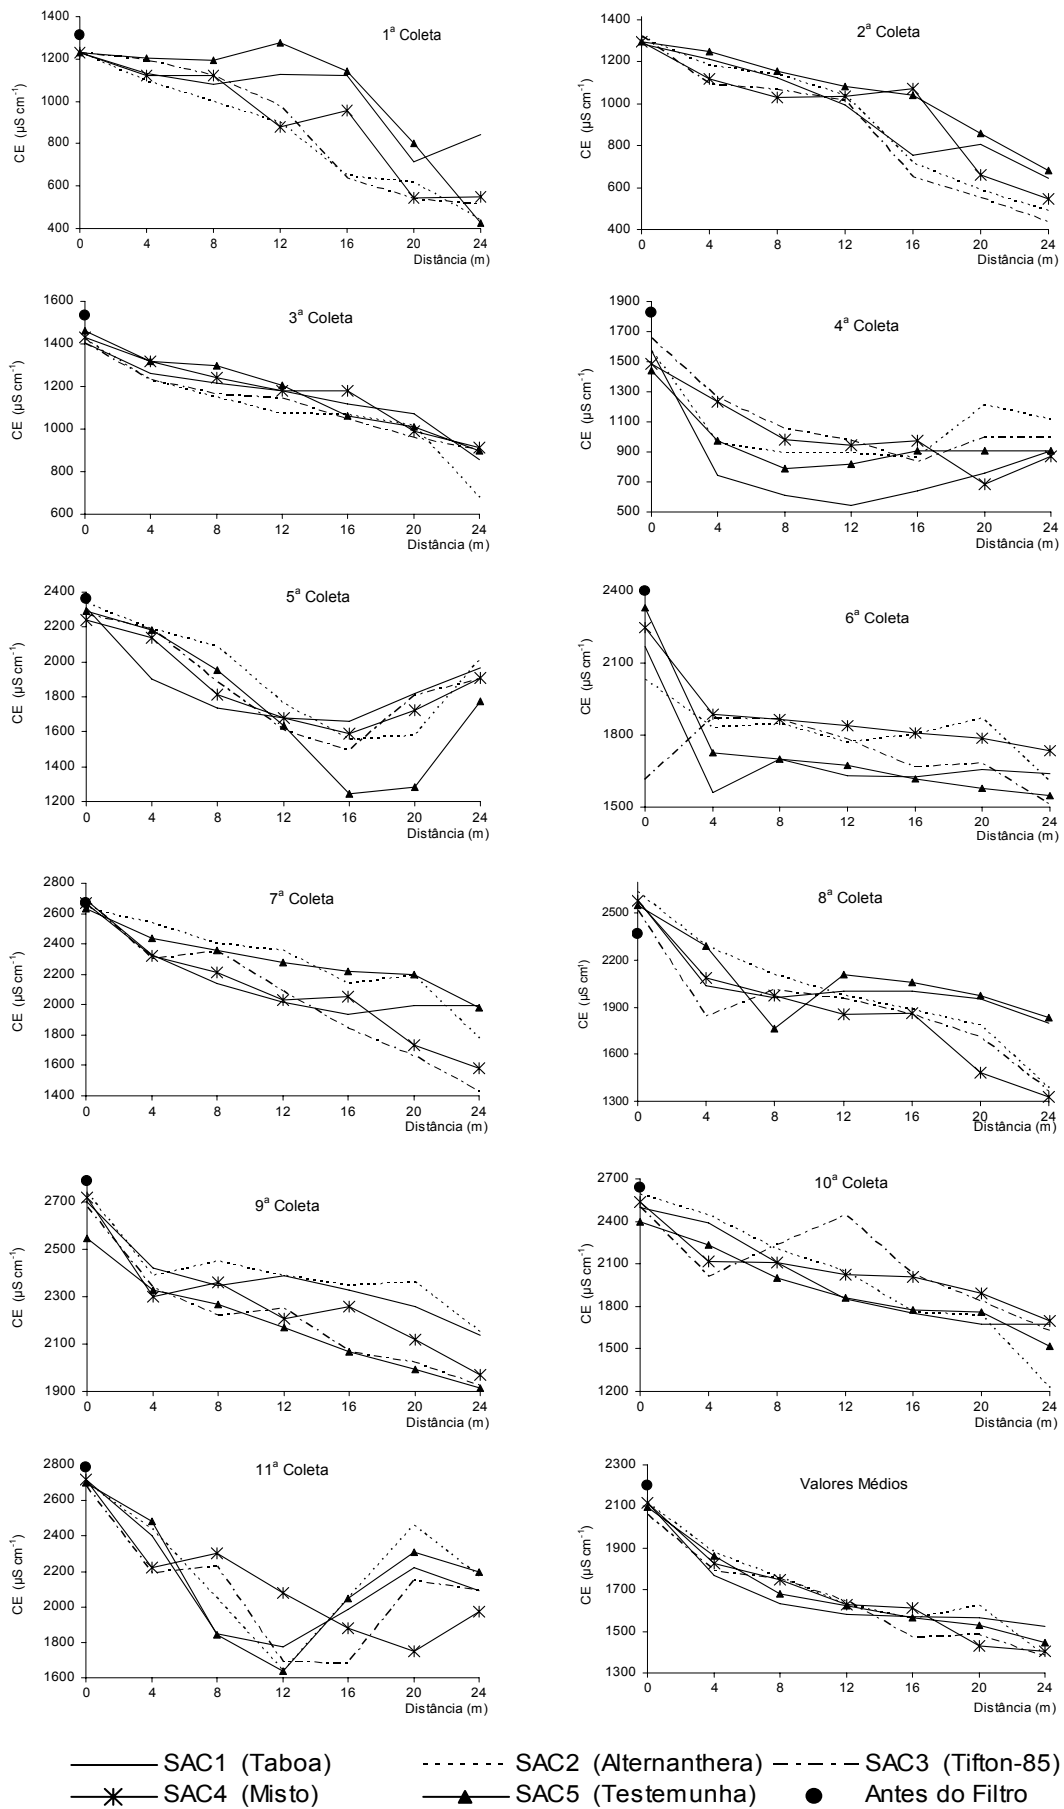 1ª Coleta
CE (µS cm⁻¹)
1400
1200
1000
800
600
400
0 4 8 12 16 20 24
Distância (m)
2ª Coleta
CE (µS cm⁻¹)
1400
1200
1000
800
600
400
0 4 8 12 16 20 24
Distância (m)
3ª Coleta
CE (µS cm⁻¹)
1600
1400
1200
1000
800
600
0 4 8 12 16 20 24
Distância (m)
4ª Coleta
CE (µS cm⁻¹)
1900
1700
1500
1300
1100
900
700
500
0 4 8 12 16 20 24
Distância (m)
5ª Coleta
CE (µS cm⁻¹)
2400
2200
2000
1800
1600
1400
1200
0 4 8 12 16 20 24
Distância (m)
6ª Coleta
CE (µS cm⁻¹)
2400
2100
1800
1500
0 4 8 12 16 20 24
Distância (m)
7ª Coleta
CE (µS cm⁻¹)
2800
2600
2400
2200
2000
1800
1600
1400
0 4 8 12 16 20 24
Distância (m)
8ª Coleta
CE (µS cm⁻¹)
2500
2200
1900
1600
1300
0 4 8 12 16 20 24
Distância (m)
9ª Coleta
CE (µS cm⁻¹)
2700
2500
2300
2100
1900
0 4 8 12 16 20 24
Distância (m)
10ª Coleta
CE (µS cm⁻¹)
2700
2400
2100
1800
1500
1200
0 4 8 12 16 20 24
Distância (m)
11ª Coleta
CE (µS cm⁻¹)
2800
2600
2400
2200
2000
1800
1600
0 4 8 12 16 20 24
Distância (m)
Valores Médios
CE (µS cm⁻¹)
2300
2100
1900
1700
1500
1300
0 4 8 12 16 20 24
Distância (m)
SAC1 (Taboa) SAC2 (Alternanthera) SAC3 (Tifton-85)
SAC4 (Misto) SAC5 (Testemunha) Antes do Filtro